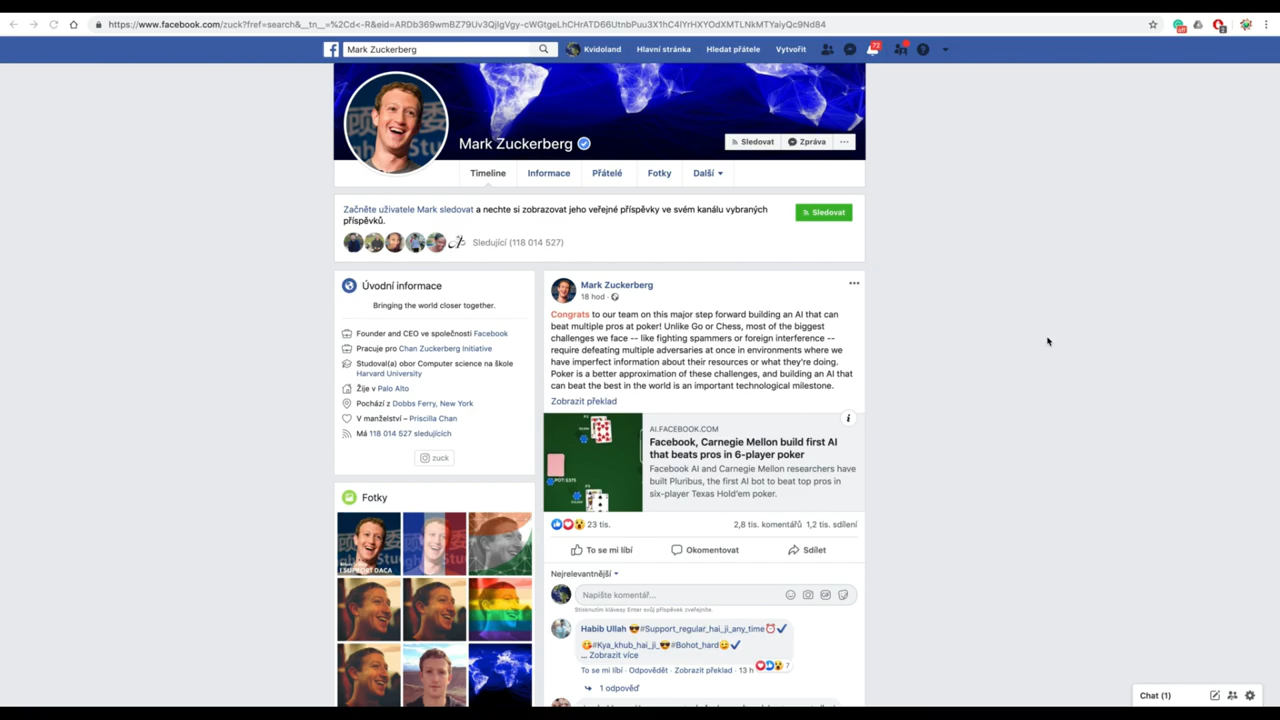 https://www.facebook.com/zuck?fref=search&__tn__=%2Cd<-R&eid=ARDb369wmBZ79Uv3QjlgVgy-cWGtgeLhCHrATD66UtnbPuu3X1hC4lYrHXYOdXMTLNkMTYaiyQc9Nd84
Mark Zuckerberg
Kvidoland
Hlavní stránka
Hledat přátele
Vytvořit
72
Mark Zuckerberg
Sledovat
Zpráva
Timeline
Informace
Přátelé
Fotky
Další
Začněte uživatele Mark sledovat a nechte si zobrazovat jeho veřejné příspěvky ve svém kanálu vybraných
příspěvků.
Sledovat
Sledující (118 014 527)
Úvodní informace
Bringing the world closer together.
Founder and CEO ve společnosti Facebook
Pracuje pro Chan Zuckerberg Initiative
Studoval(a) obor Computer science na škole
Harvard University
Žije v Palo Alto
Pochází z Dobbs Ferry, New York
V manželství – Priscilla Chan
Má 118 014 527 sledujících
zuck
Fotky
I SUPPORT DACA
Mark Zuckerberg
18 hod ·
Congrats to our team on this major step forward building an AI that can
beat multiple pros at poker! Unlike Go or Chess, most of the biggest
challenges we face -- like fighting spammers or foreign interference --
require defeating multiple adversaries at once in environments where we
have imperfect information about their resources or what they're doing.
Poker is a better approximation of these challenges, and building an AI that
can beat the best in the world is an important technological milestone.
Zobrazit překlad
AI.FACEBOOK.COM
Facebook, Carnegie Mellon build first AI
that beats pros in 6-player poker
Facebook AI and Carnegie Mellon researchers have
built Pluribus, the first AI bot to beat top pros in
six-player Texas Hold'em poker.
23 tis.
2,8 tis. komentářů 1,2 tis. sdílení
To se mi líbí
Okomentovat
Sdílet
Nejrelevantnější
Napište komentář...
Stisknutím klávesy Enter svůj příspěvek zveřejníte.
Habib Ullah 😎#Support_regular_hai_ji_any_time⏰✔
😘#Kya_khub_hai_ji_😎#Bohot_hard😉✔
... Zobrazit více
To se mi líbí · Odpovědět · Zobrazit překlad · 13 h
7
1 odpověď
Chat (1)